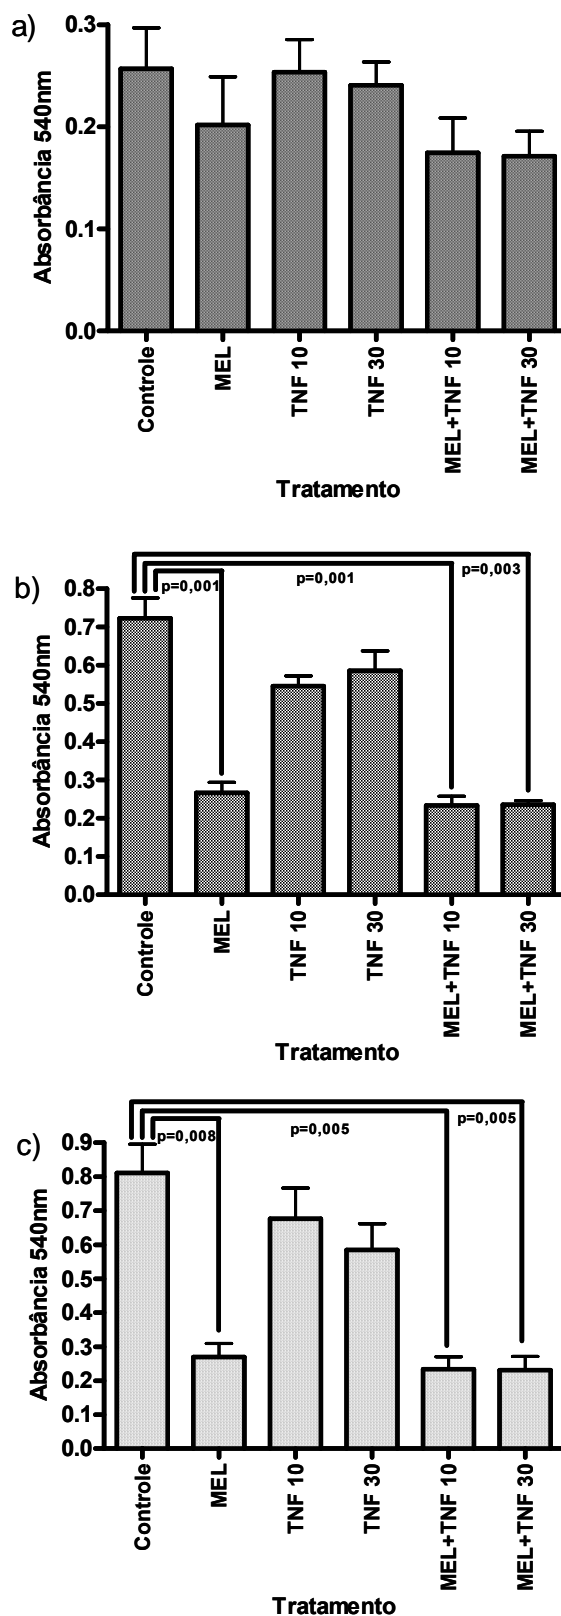 a)
Absorbância 540nm
0.3
0.2
0.1
0.0
Controle
MEL
TNF 10
TNF 30
MEL+TNF 10
MEL+TNF 30
Tratamento
b)
p=0,001
p=0,001
p=0,003
Absorbância 540nm
0.8
0.7
0.6
0.5
0.4
0.3
0.2
0.1
0.0
Controle
MEL
TNF 10
TNF 30
MEL+TNF 10
MEL+TNF 30
Tratamento
c)
p=0,008
p=0,005
p=0,005
Absorbância 540nm
0.9
0.8
0.7
0.6
0.5
0.4
0.3
0.2
0.1
0.0
Controle
MEL
TNF 10
TNF 30
MEL+TNF 10
MEL+TNF 30
Tratamento